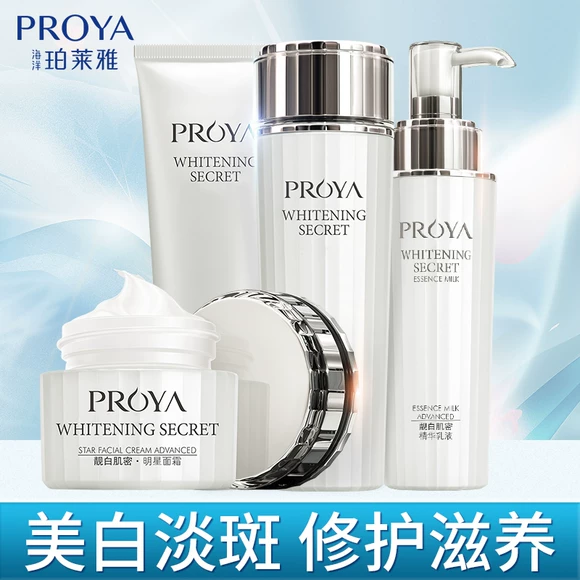 PROYA
海洋 珀莱雅
PROYA
WHITENING
SECRET
PROYA
WHITENING
SECRET
PROYA
WHITENING
SECRET
ESSENCE MILK
ESSENCE MILK
ADVANCED
靓白肌密
精华乳液
PROYA
WHITENING SECRET
STAR FACIAL CREAM ADVANCED
靓白肌密·明星面霜
美白淡斑 修护滋养